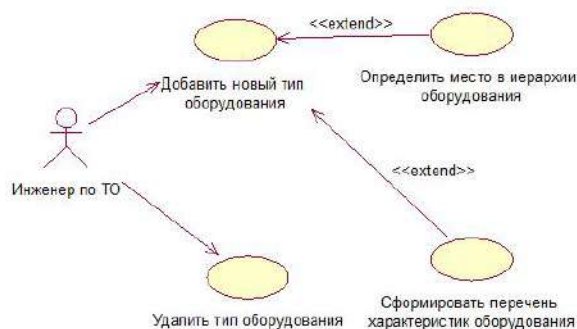 <<extend>>
Добавить новый тип
оборудования
Определить место в иерархии
оборудования
<<extend>>
Инженер по ТО
Удалить тип оборудования
Сформировать перечень
характеристик оборудования